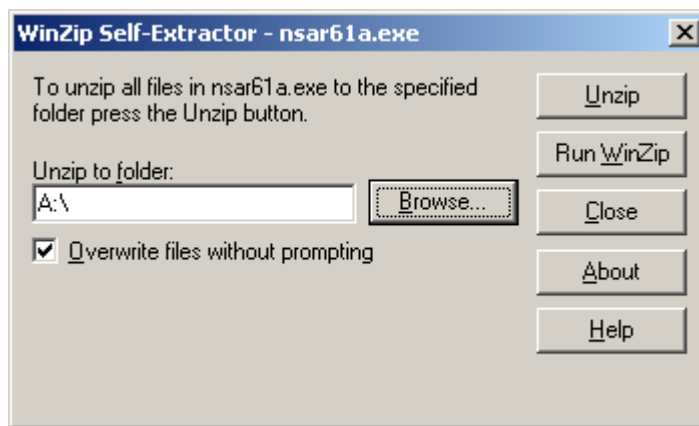 WinZip Self-Extractor - nsar61a.exe
To unzip all files in nsar61a.exe to the specified
folder press the Unzip button.
Unzip to folder:
A:\
Browse...
Overwrite files without prompting
Unzip
Run WinZip
Close
About
Help